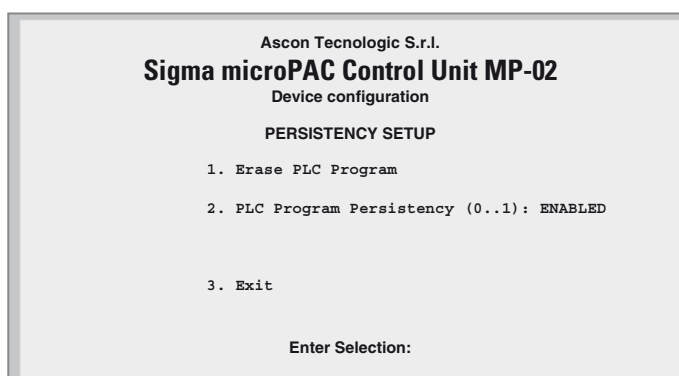 Ascon Tecnologic S.r.l.
Sigma microPAC Control Unit MP-02
Device configuration
PERSISTENCY SETUP
1. Erase PLC Program
2. PLC Program Persistency (0..1): ENABLED
3. Exit
Enter Selection: